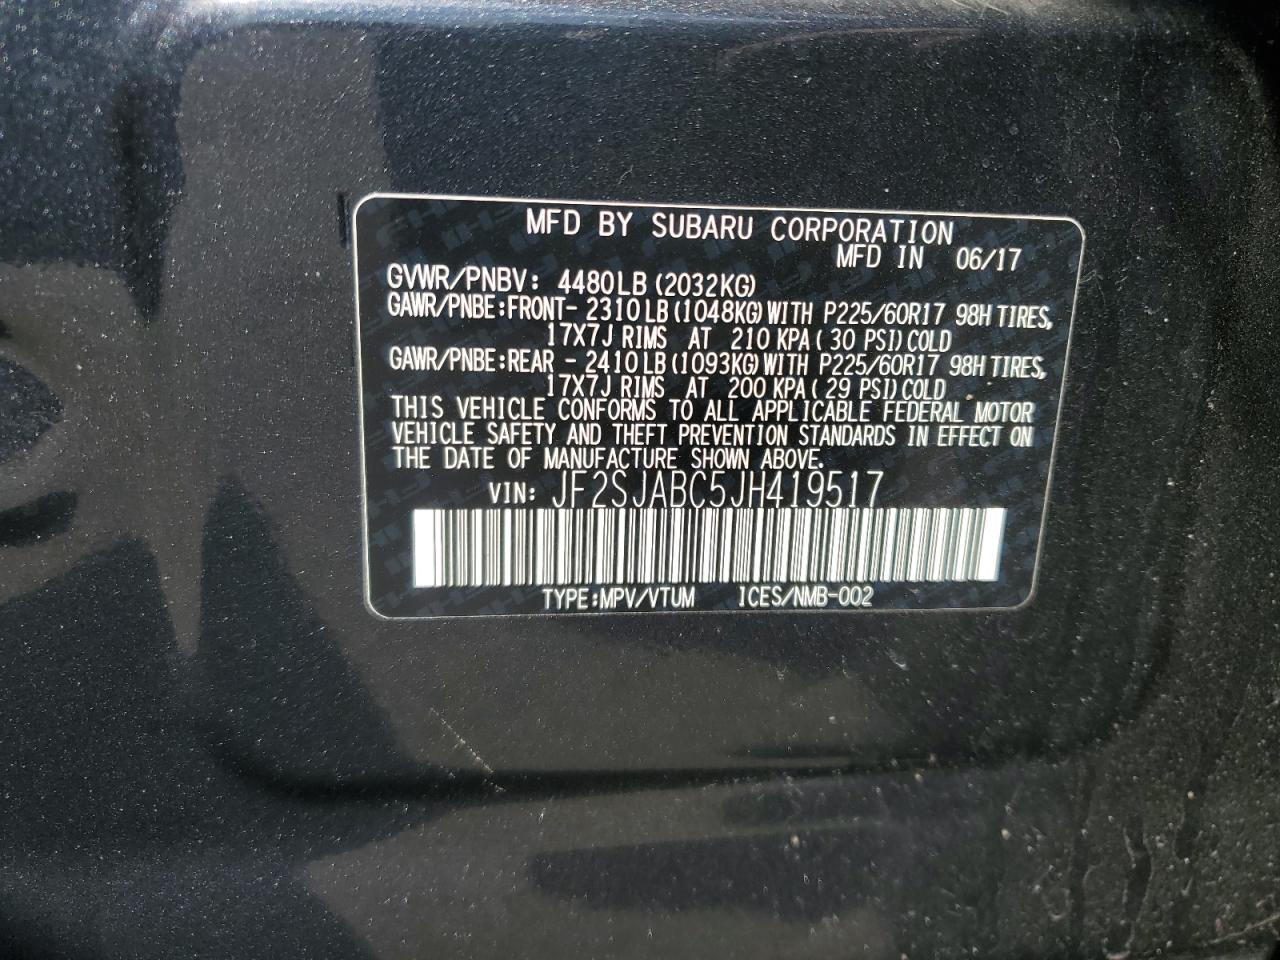 MFD BY SUBARU CORPORATION
MFD IN 06/17
GVWR/PNBV: 4480LB (2032KG)
GAWR/PNBE:FRONT- 2310LB (1048KG) WITH P225/60R17 98H TIRES,
17X7J RIMS AT 210 KPA ( 30 PSI) COLD
GAWR/PNBE:REAR - 2410LB (1093KG) WITH P225/60R17 98H TIRES,
17X7J RIMS AT 200 KPA ( 29 PSI) COLD
THIS VEHICLE CONFORMS TO ALL APPLICABLE FEDERAL MOTOR
VEHICLE SAFETY AND THEFT PREVENTION STANDARDS IN EFFECT ON
THE DATE OF MANUFACTURE SHOWN ABOVE.
VIN: JF2SJABC5JH419517
TYPE:MPV/VTUM ICES/NMB-002